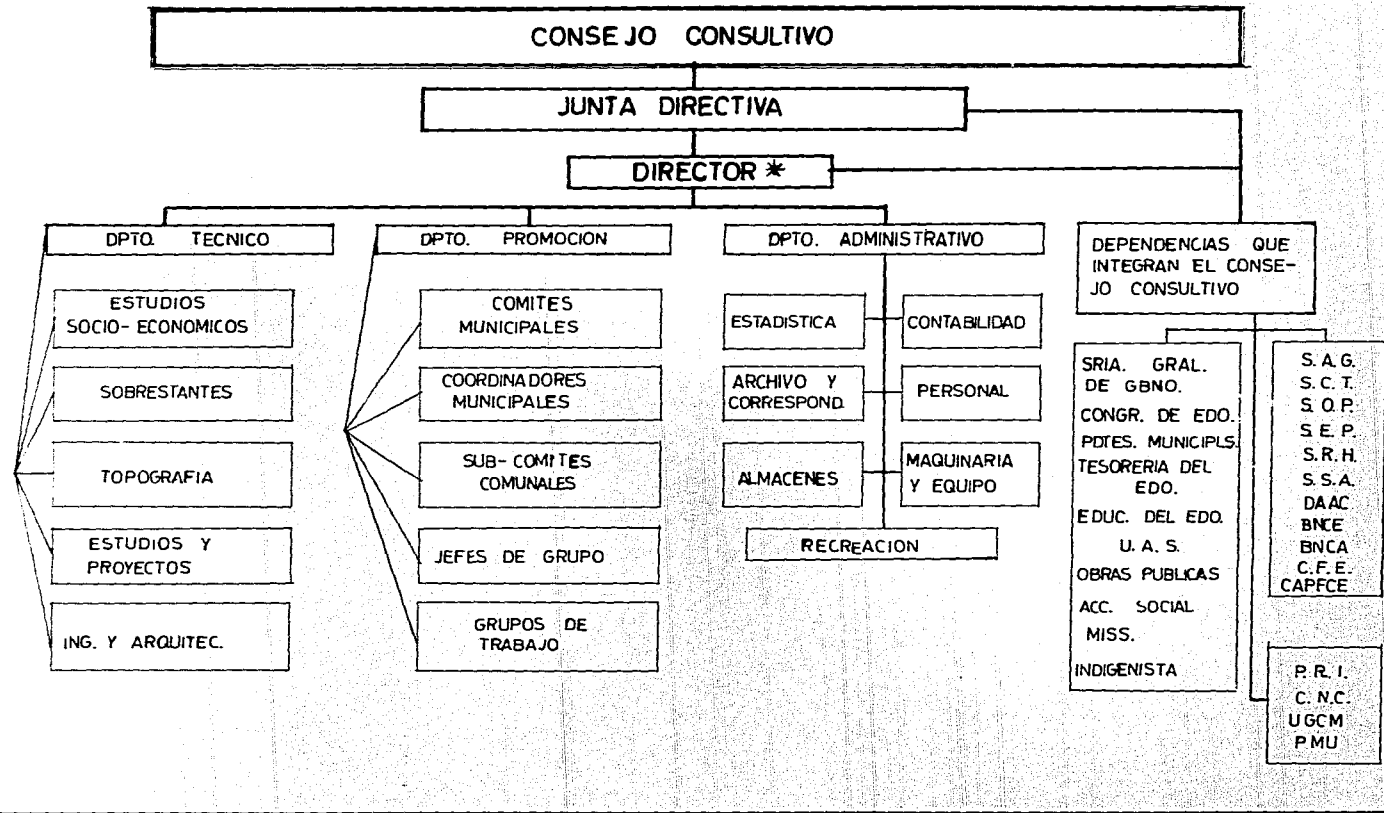 CONSEJO CONSULTIVO
JUNTA DIRECTIVA
DIRECTOR *
DPTO. TECNICO
ESTUDIOS
SOCIO-ECONOMICOS
SOBRESTANTES
TOPOGRAFIA
ESTUDIOS Y
PROYECTOS
ING. Y ARQUITEC.
DPTO. PROMOCION
COMITES
MUNICIPALES
COORDINADORES
MUNICIPALES
SUB-COMITES
COMUNALES
JEFES DE GRUPO
GRUPOS DE
TRABAJO
DPTO. ADMINISTRATIVO
ESTADISTICA
CONTABILIDAD
ARCHIVO Y
CORRESPOND.
PERSONAL
ALMACENES
MAQUINARIA
Y EQUIPO
RECREACION
DEPENDENCIAS QUE
INTEGRAN EL CONSE-
JO CONSULTIVO
SRIA. GRAL.
DE GBNO.
CONGR. DE EDO.
PDTES. MUNICIPLS.
TESORERIA DEL
EDO.
EDUC. DEL EDO.
U. A. S.
OBRAS PUBLICAS
ACC. SOCIAL
MISS.
INDIGENISTA
S. A. G.
S. C. T.
S. O. P.
S. E. P.
S. R. H.
S. S. A.
DAAC
BNCE
BNCA
C. F. E.
CAPFCE
P. R. I.
C. N. C.
UGCM
PMU